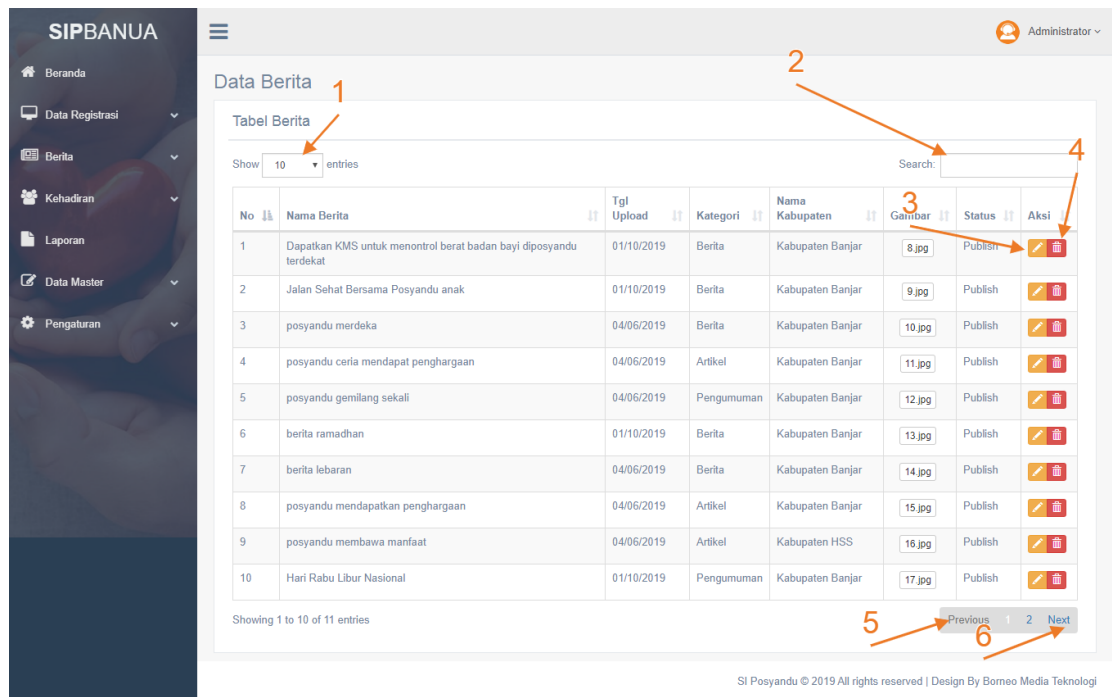 SIPBANUA
Administrator
Beranda
Data Registrasi
Berita
Kehadiran
Laporan
Data Master
Pengaturan
Data Berita
1
2
Tabel Berita
Show 10 entries
Search:
4
3
No Nama Berita Tgl Upload Kategori Nama Kabupaten Gambar Status Aksi
1 Dapatkan KMS untuk menontrol berat badan bayi diposyandu terdekat 01/10/2019 Berita Kabupaten Banjar 8.jpg Publish
2 Jalan Sehat Bersama Posyandu anak 01/10/2019 Berita Kabupaten Banjar 9.jpg Publish
3 posyandu merdeka 04/06/2019 Berita Kabupaten Banjar 10.jpg Publish
4 posyandu ceria mendapat penghargaan 04/06/2019 Artikel Kabupaten Banjar 11.jpg Publish
5 posyandu gemilang sekali 04/06/2019 Pengumuman Kabupaten Banjar 12.jpg Publish
6 berita ramadhan 01/10/2019 Berita Kabupaten Banjar 13.jpg Publish
7 berita lebaran 04/06/2019 Berita Kabupaten Banjar 14.jpg Publish
8 posyandu mendapatkan penghargaan 04/06/2019 Artikel Kabupaten Banjar 15.jpg Publish
9 posyandu membawa manfaat 04/06/2019 Artikel Kabupaten HSS 16.jpg Publish
10 Hari Rabu Libur Nasional 01/10/2019 Pengumuman Kabupaten Banjar 17.jpg Publish
Showing 1 to 10 of 11 entries
5
Previous 1 2 Next
6
SI Posyandu © 2019 All rights reserved | Design By Borneo Media Teknologi